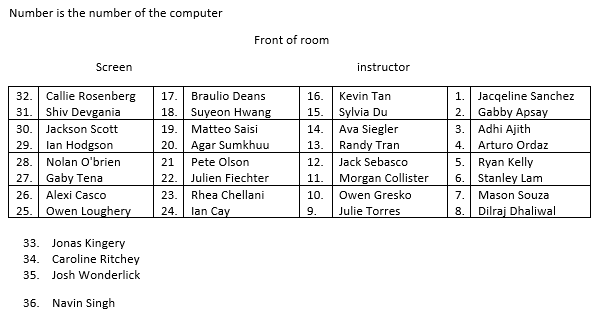 Number is the number of the computer
Front of room
Screen instructor
32. Callie Rosenberg 17. Braulio Deans 16. Kevin Tan 1. Jacqeline Sanchez
31. Shiv Devgania 18. Suyeon Hwang 15. Sylvia Du 2. Gabby Apsay
30. Jackson Scott 19. Matteo Saisi 14. Ava Siegler 3. Adhi Ajith
29. Ian Hodgson 20. Agar Sumkhuu 13. Randy Tran 4. Arturo Ordaz
28. Nolan O'brien 21 Pete Olson 12. Jack Sebasco 5. Ryan Kelly
27. Gaby Tena 22. Julien Fiechter 11. Morgan Collister 6. Stanley Lam
26. Alexi Casco 23. Rhea Chellani 10. Owen Gresko 7. Mason Souza
25. Owen Loughery 24. Ian Cay 9. Julie Torres 8. Dilraj Dhaliwal
33. Jonas Kingery
34. Caroline Ritchey
35. Josh Wonderlick
36. Navin Singh